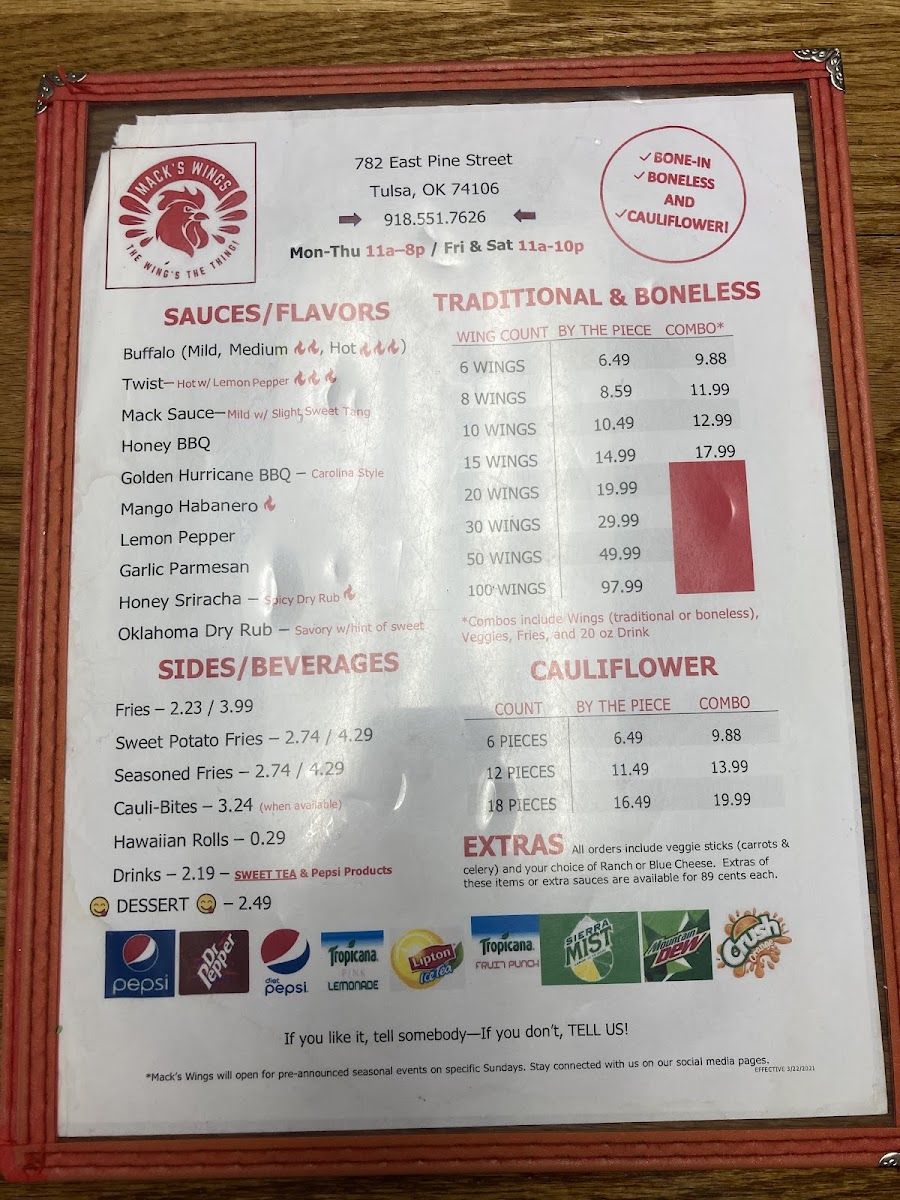 MACK'S WINGS
THE WING'S THE THING!
782 East Pine Street
Tulsa, OK 74106
918.551.7626
Mon-Thu 11a–8p / Fri & Sat 11a-10p
BONE-IN
BONELESS
AND
CAULIFLOWER!
SAUCES/FLAVORS
Buffalo (Mild, Medium, Hot)
Twist—Hot w/ Lemon Pepper
Mack Sauce—Mild w/ Slight Sweet Tang
Honey BBQ
Golden Hurricane BBQ – Carolina Style
Mango Habanero
Lemon Pepper
Garlic Parmesan
Honey Sriracha – Spicy Dry Rub
Oklahoma Dry Rub – Savory w/hint of sweet
SIDES/BEVERAGES
Fries – 2.23 / 3.99
Sweet Potato Fries – 2.74 / 4.29
Seasoned Fries – 2.74 / 4.29
Cauli-Bites – 3.24 (when available)
Hawaiian Rolls – 0.29
Drinks – 2.19 – SWEET TEA & Pepsi Products
DESSERT – 2.49
TRADITIONAL & BONELESS
WING COUNT BY THE PIECE COMBO*
6 WINGS 6.49 9.88
8 WINGS 8.59 11.99
10 WINGS 10.49 12.99
15 WINGS 14.99 17.99
20 WINGS 19.99
30 WINGS 29.99
50 WINGS 49.99
100 WINGS 97.99
*Combos include Wings (traditional or boneless),
Veggies, Fries, and 20 oz Drink
CAULIFLOWER
COUNT BY THE PIECE COMBO
6 PIECES 6.49 9.88
12 PIECES 11.49 13.99
18 PIECES 16.49 19.99
EXTRAS All orders include veggie sticks (carrots &
celery) and your choice of Ranch or Blue Cheese. Extras of
these items or extra sauces are available for 89 cents each.
pepsi
Dr Pepper
diet pepsi
Tropicana PINK LEMONADE
Lipton Ice Tea
Tropicana FRUIT PUNCH
SIERRA MIST
Mountain DEW
Crush Orange
If you like it, tell somebody—If you don't, TELL US!
*Mack's Wings will open for pre-announced seasonal events on specific Sundays. Stay connected with us on our social media pages.
EFFECTIVE 3/22/2021